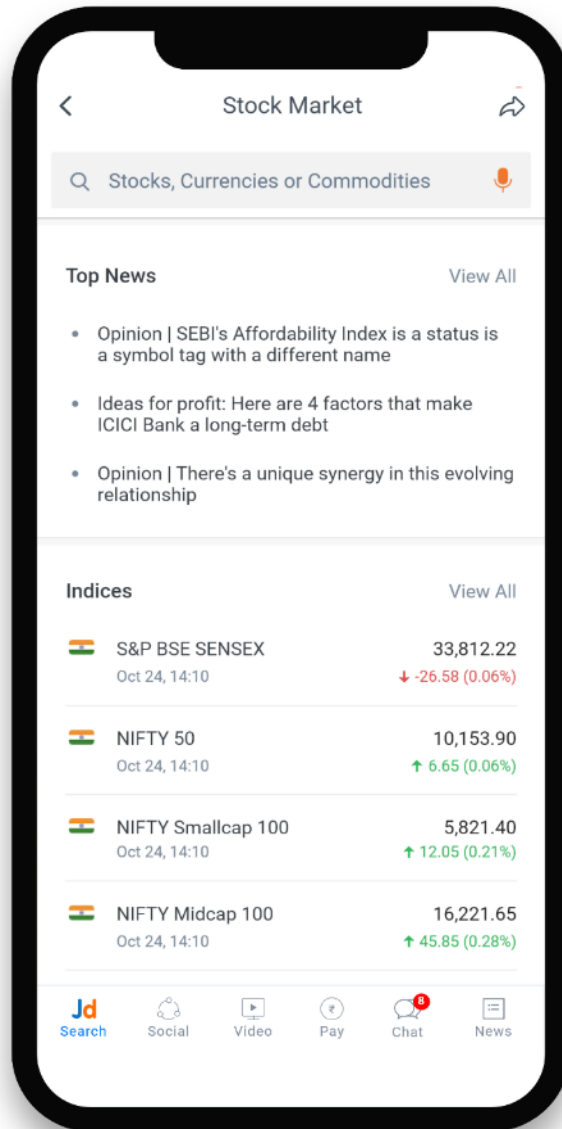 Stock Market
Stocks, Currencies or Commodities
Top News
View All
• Opinion | SEBI's Affordability Index is a status is
a symbol tag with a different name
• Ideas for profit: Here are 4 factors that make
ICICI Bank a long-term debt
• Opinion | There's a unique synergy in this evolving
relationship
Indices
View All
S&P BSE SENSEX
33,812.22
Oct 24, 14:10
↓ -26.58 (0.06%)
NIFTY 50
10,153.90
Oct 24, 14:10
↑ 6.65 (0.06%)
NIFTY Smallcap 100
5,821.40
Oct 24, 14:10
↑ 12.05 (0.21%)
NIFTY Midcap 100
16,221.65
Oct 24, 14:10
↑ 45.85 (0.28%)
Jd
₹
8
Search
Social
Video
Pay
Chat
News